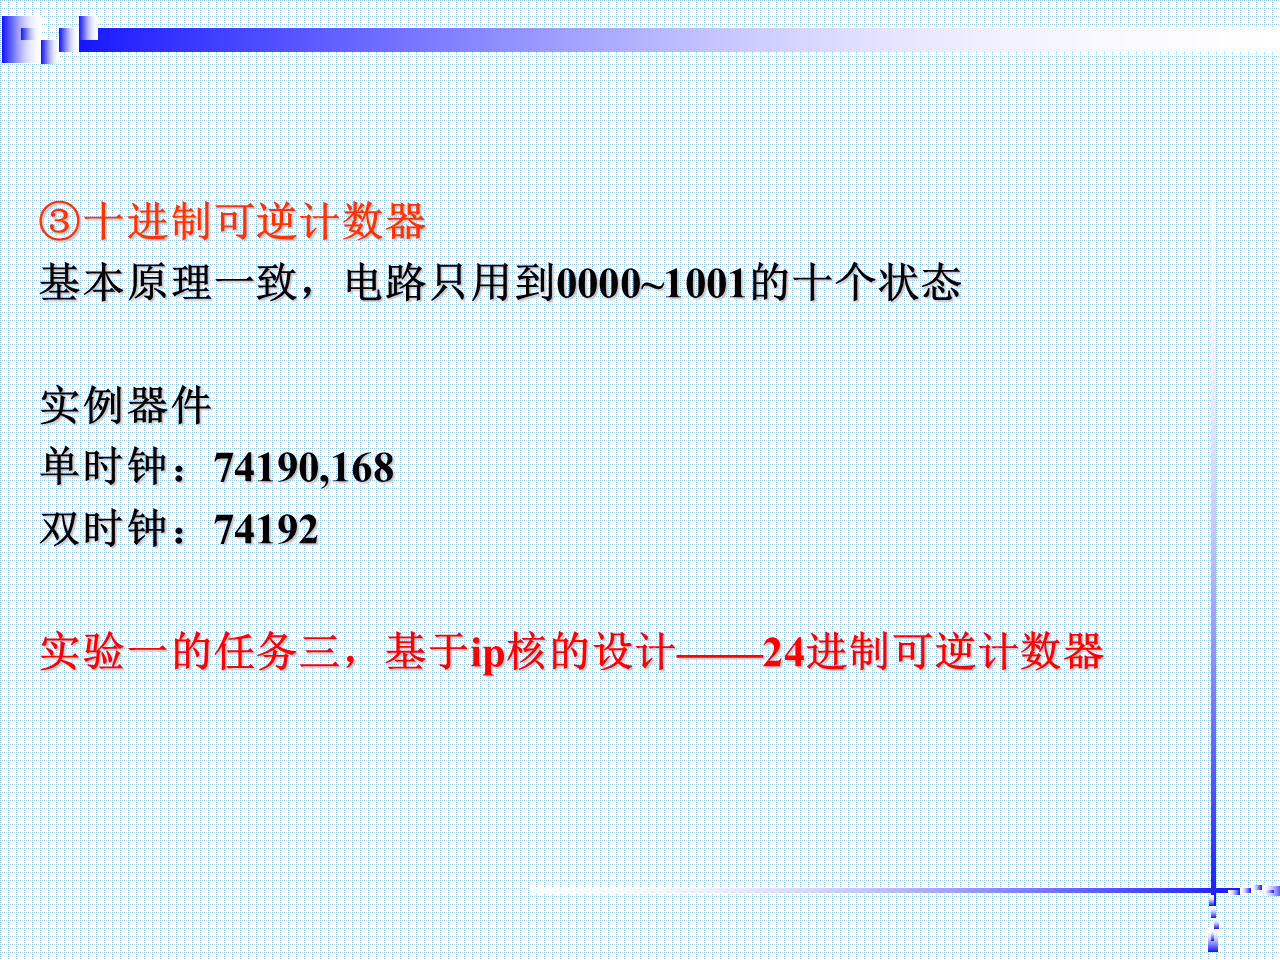 ③十进制可逆计数器
基本原理一致，电路只用到0000~1001的十个状态
实例器件
单时钟：74190,168
双时钟：74192
实验一的任务三，基于ip核的设计——24进制可逆计数器